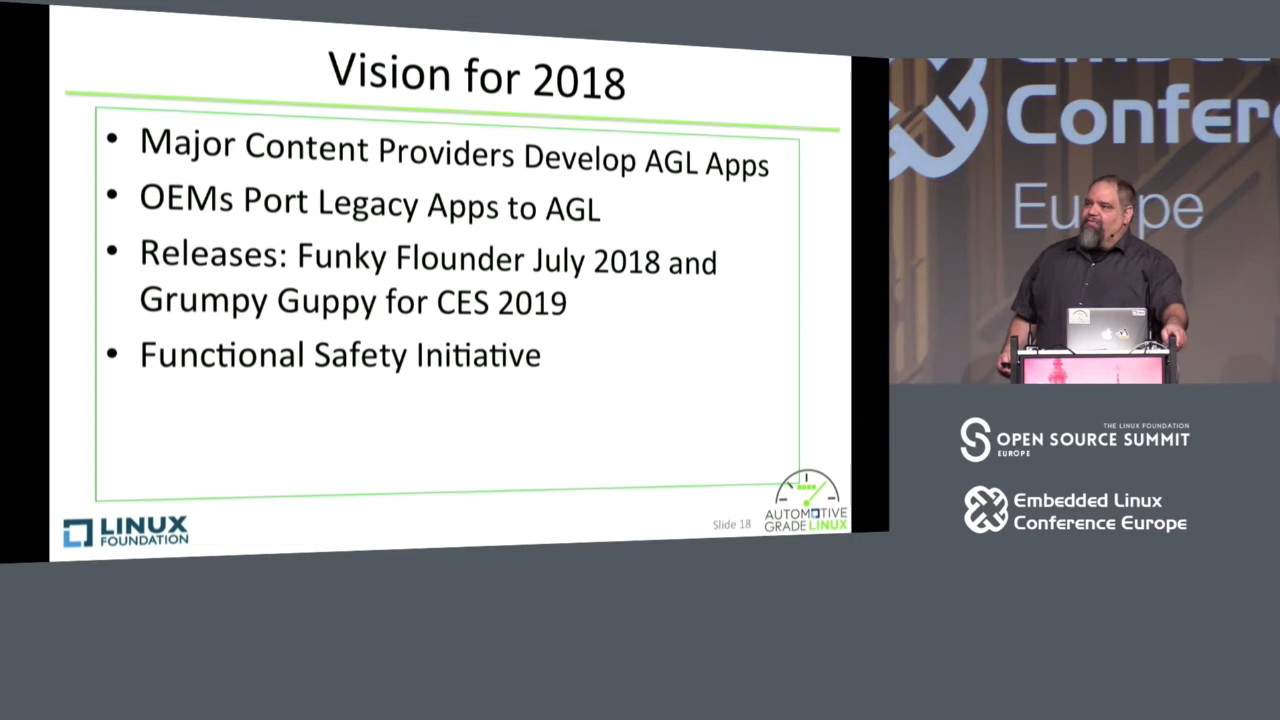 Vision for 2018
• Major Content Providers Develop AGL Apps
• OEMs Port Legacy Apps to AGL
• Releases: Funky Flounder July 2018 and
Grumpy Guppy for CES 2019
• Functional Safety Initiative
LINUX
FOUNDATION
Slide 18
AUTOMOTIVE
GRADE LINUX
Confer
Europe
THE LINUX FOUNDATION
OPEN SOURCE SUMMIT
EUROPE
Embedded Linux
Conference Europe